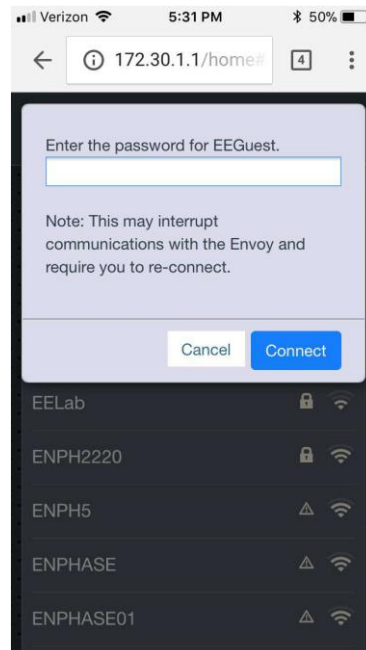 Verizon 5:31 PM 50%
172.30.1.1/home# 4
Enter the password for EEGuest.
Note: This may interrupt
communications with the Envoy and
require you to re-connect.
Cancel Connect
EELab
ENPH2220
ENPH5
ENPHASE
ENPHASE01